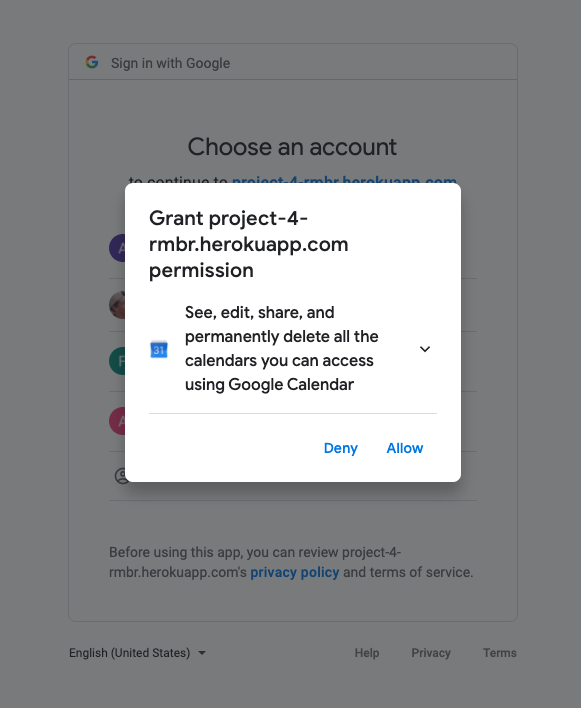 Sign in with Google
Choose an account
to continue to project-4-rmbr.herokuapp.com
Grant project-4-
rmbr.herokuapp.com
permission
See, edit, share, and
permanently delete all the
31
calendars you can access
using Google Calendar
Deny Allow
A
F
A
Before using this app, you can review project-4-
rmbr.herokuapp.com's privacy policy and terms of service.
English (United States) Help Privacy Terms